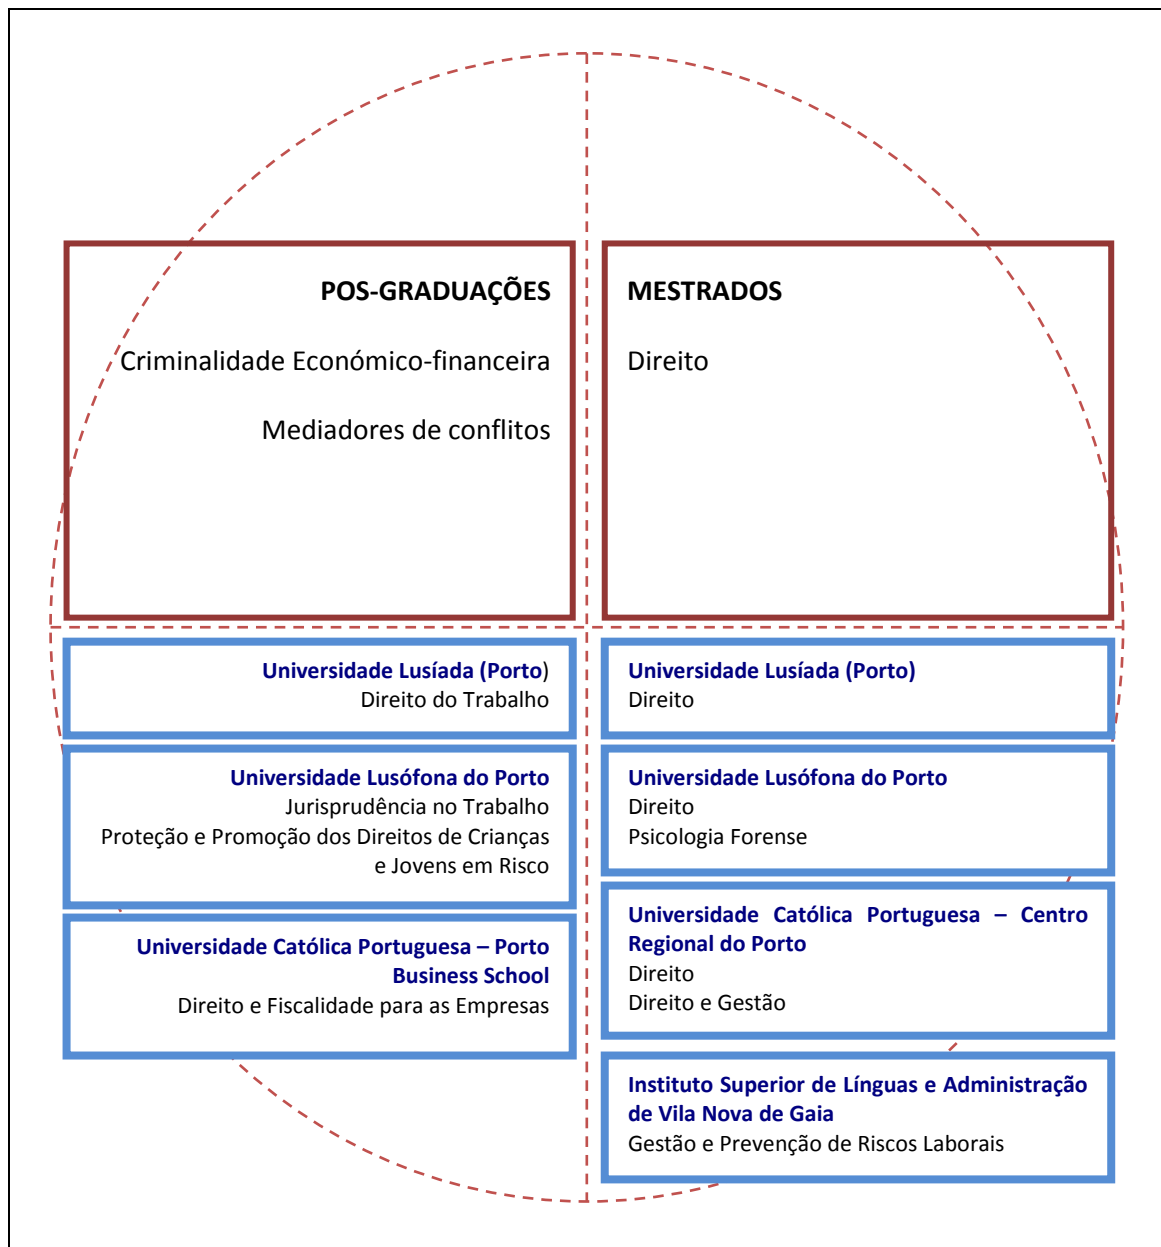 POS-GRADUAÇÕES
Criminalidade Económico-financeira
Mediadores de conflitos
MESTRADOS
Direito
Universidade Lusíada (Porto)
Direito do Trabalho
Universidade Lusófona do Porto
Jurisprudência no Trabalho
Proteção e Promoção dos Direitos de Crianças
e Jovens em Risco
Universidade Católica Portuguesa – Porto
Business School
Direito e Fiscalidade para as Empresas
Universidade Lusíada (Porto)
Direito
Universidade Lusófona do Porto
Direito
Psicologia Forense
Universidade Católica Portuguesa – Centro
Regional do Porto
Direito
Direito e Gestão
Instituto Superior de Línguas e Administração
de Vila Nova de Gaia
Gestão e Prevenção de Riscos Laborais